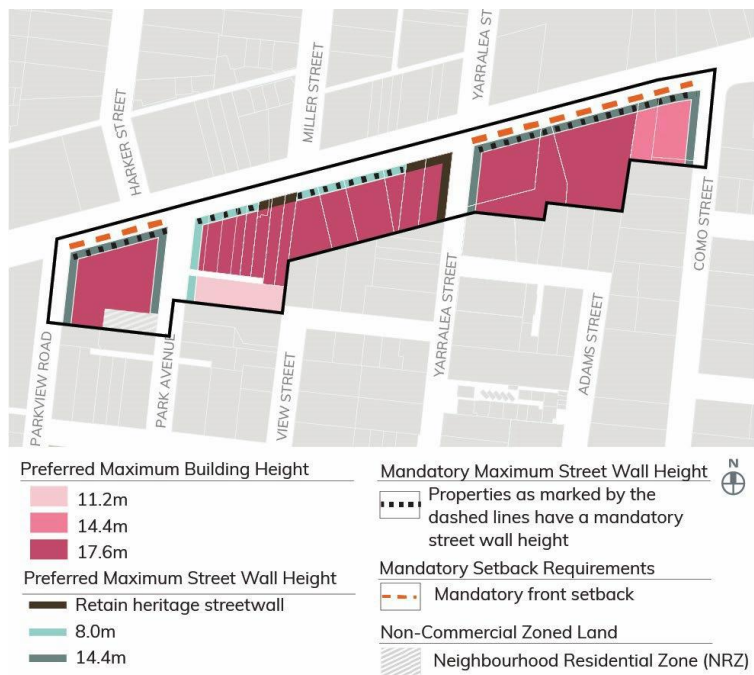 YARRALEA STREET
MILLER STREET
HARKER STREET
COMO STREET
YARRALEA STREET
ADAMS STREET
VIEW STREET
PARK AVENUE
PARKVIEW ROAD
Preferred Maximum Building Height
11.2m
14.4m
17.6m
Preferred Maximum Street Wall Height
Retain heritage streetwall
8.0m
14.4m
Mandatory Maximum Street Wall Height
N
Properties as marked by the
dashed lines have a mandatory
street wall height
Mandatory Setback Requirements
Mandatory front setback
Non-Commercial Zoned Land
Neighbourhood Residential Zone (NRZ)